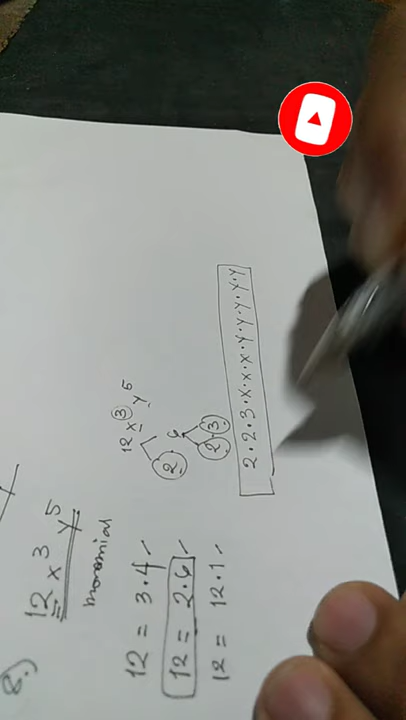 8.) 12x³y⁵
monomial
12 = 3.4 ✓
12 = 2.6 ✓
12 = 12.1 ✓
12x³y⁵
2 6
2 3
2.2.3.x.x.x.y.y.y.y.y